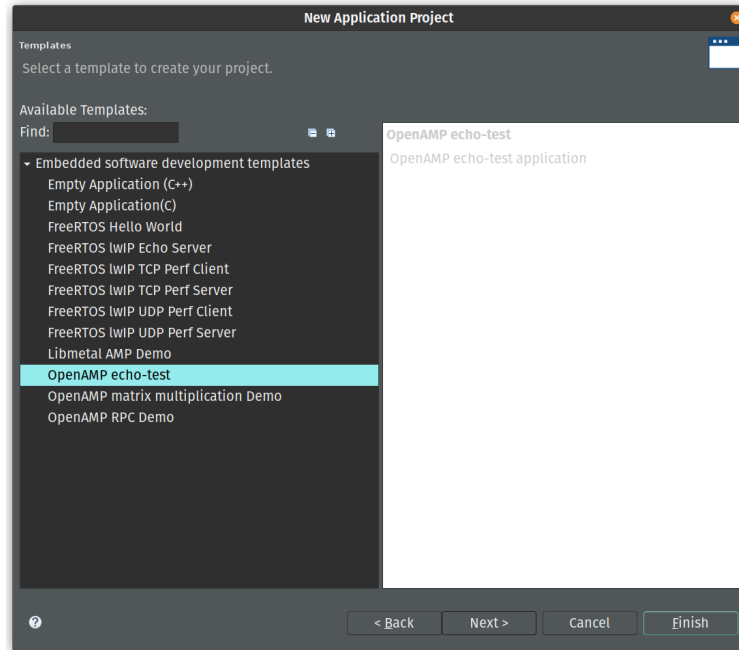 New Application Project
Templates
Select a template to create your project.
Available Templates:
Find:
Embedded software development templates
Empty Application (C++)
Empty Application(C)
FreeRTOS Hello World
FreeRTOS lwIP Echo Server
FreeRTOS lwIP TCP Perf Client
FreeRTOS lwIP TCP Perf Server
FreeRTOS lwIP UDP Perf Client
FreeRTOS lwIP UDP Perf Server
Libmetal AMP Demo
OpenAMP echo-test
OpenAMP matrix multiplication Demo
OpenAMP RPC Demo
OpenAMP echo-test
OpenAMP echo-test application
? < Back Next > Cancel Finish